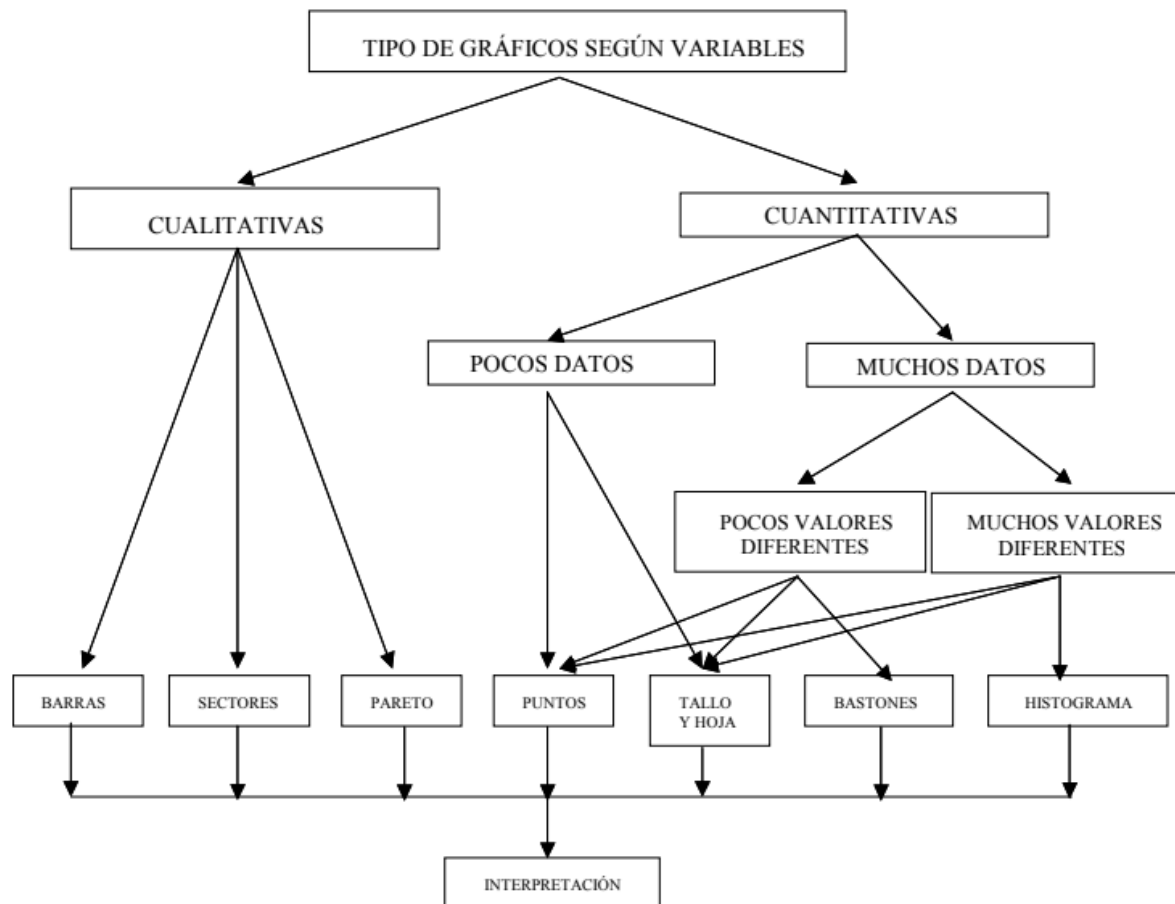 TIPO DE GRÁFICOS SEGÚN VARIABLES
CUALITATIVAS
CUANTITATIVAS
POCOS DATOS
MUCHOS DATOS
POCOS VALORES
DIFERENTES
MUCHOS VALORES
DIFERENTES
BARRAS
SECTORES
PARETO
PUNTOS
TALLO
Y HOJA
BASTONES
HISTOGRAMA
INTERPRETACIÓN